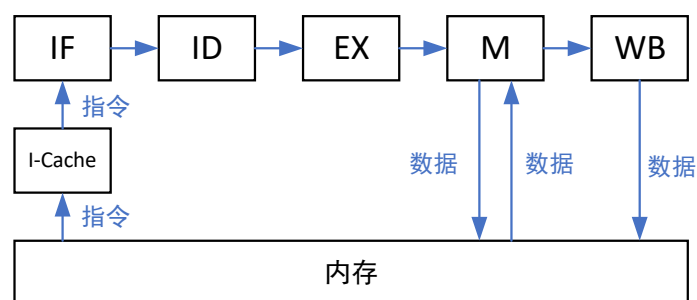 IF ID EX M WB
指令
I-Cache
数据 数据 数据
指令
内存